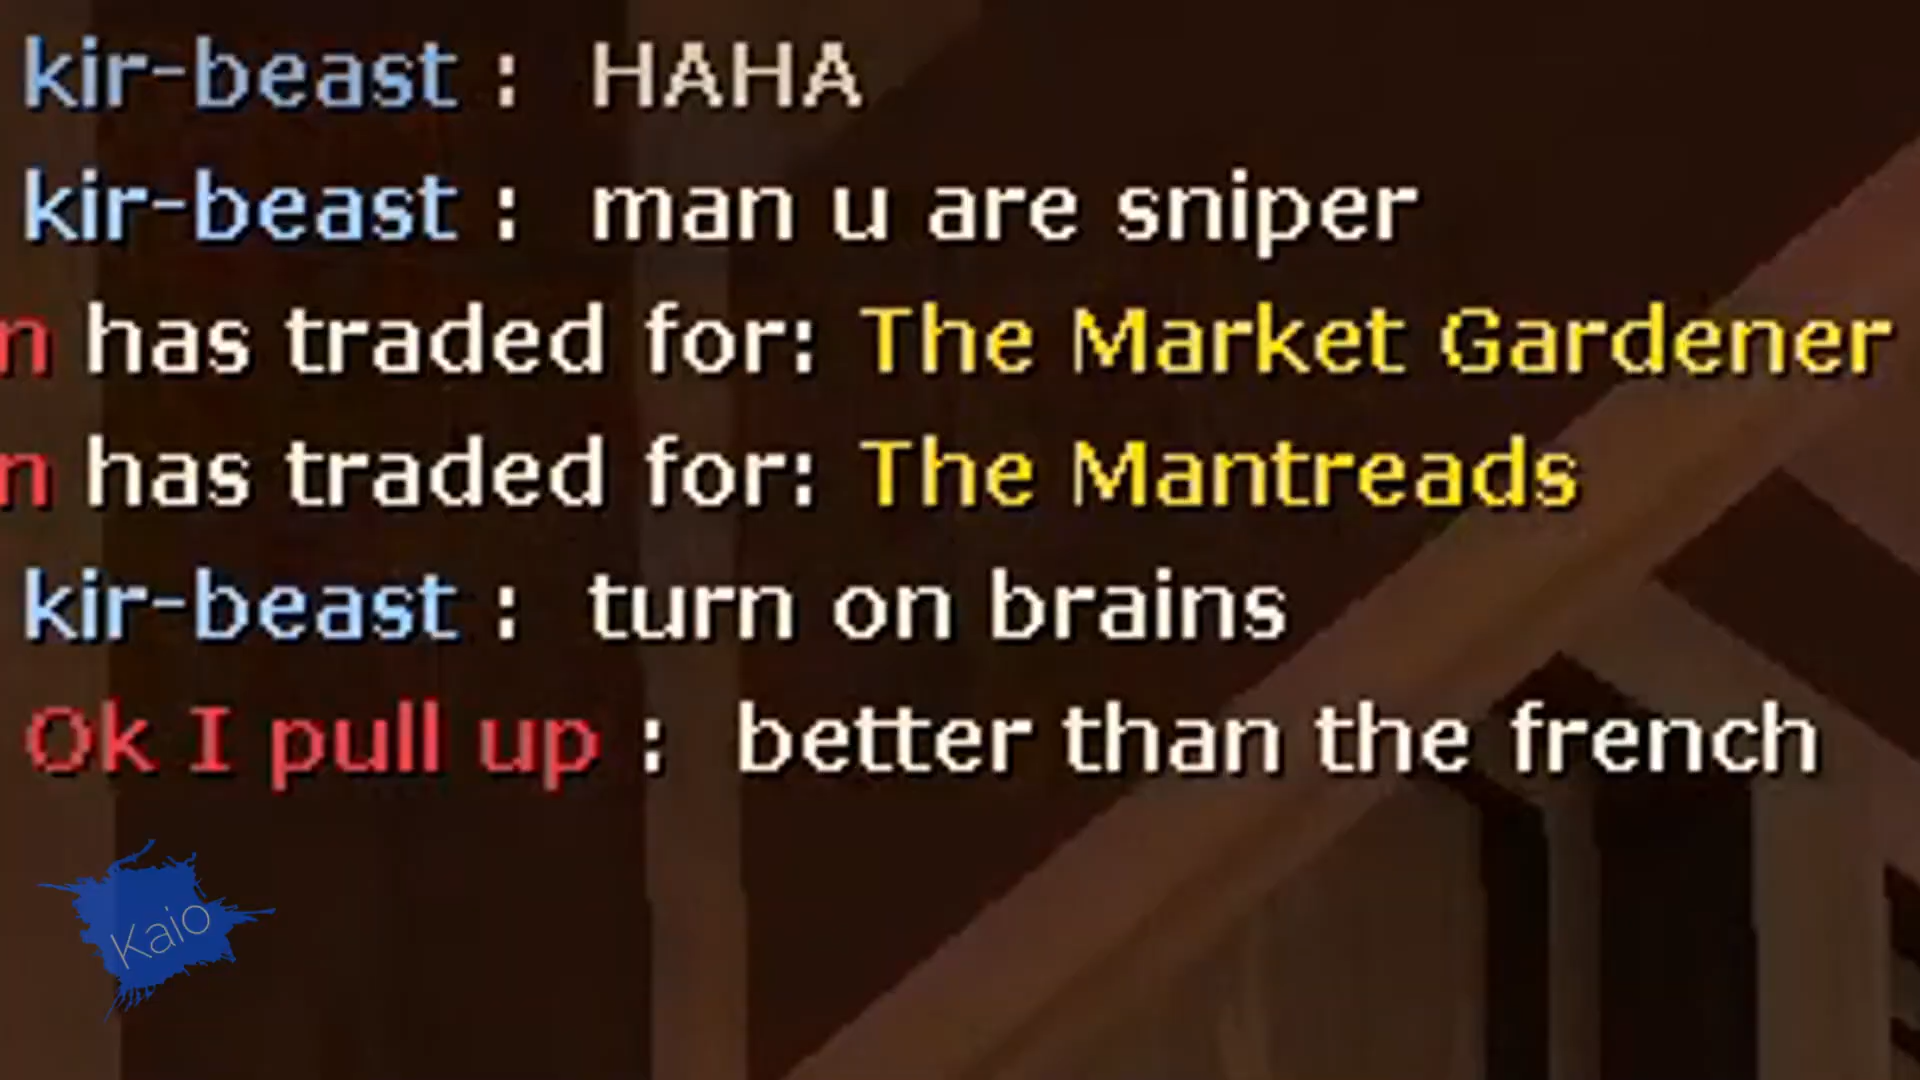 kir-beast : HAHA
kir-beast : man u are sniper
n has traded for: The Market Gardener
n has traded for: The Mantreads
kir-beast : turn on brains
Ok I pull up : better than the french
Kaio